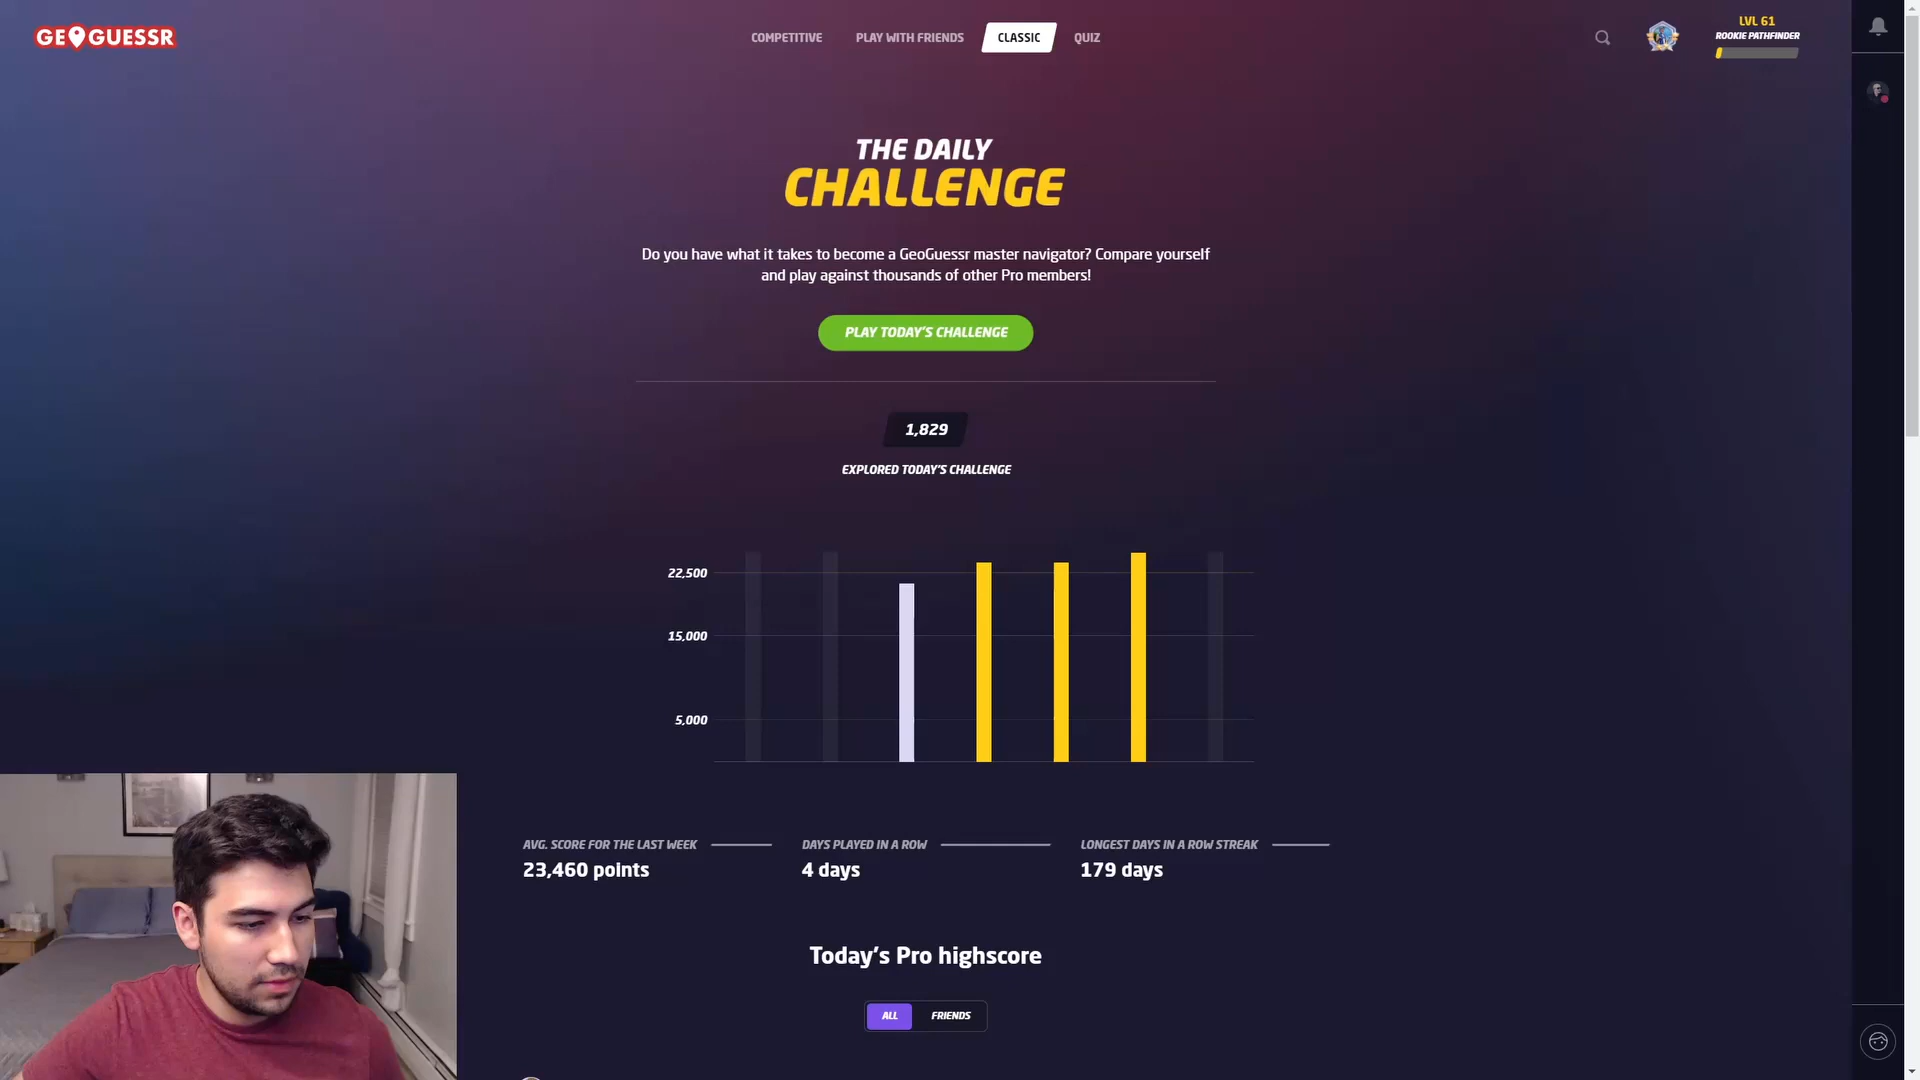 GEOGUESSR
COMPETITIVE
PLAY WITH FRIENDS
CLASSIC
QUIZ
LVL 61
ROOKIE PATHFINDER
THE DAILY
CHALLENGE
Do you have what it takes to become a GeoGuessr master navigator? Compare yourself
and play against thousands of other Pro members!
PLAY TODAY'S CHALLENGE
1,829
EXPLORED TODAY'S CHALLENGE
22,500
15,000
5,000
AVG. SCORE FOR THE LAST WEEK
23,460 points
DAYS PLAYED IN A ROW
4 days
LONGEST DAYS IN A ROW STREAK
179 days
Today's Pro highscore
ALL
FRIENDS